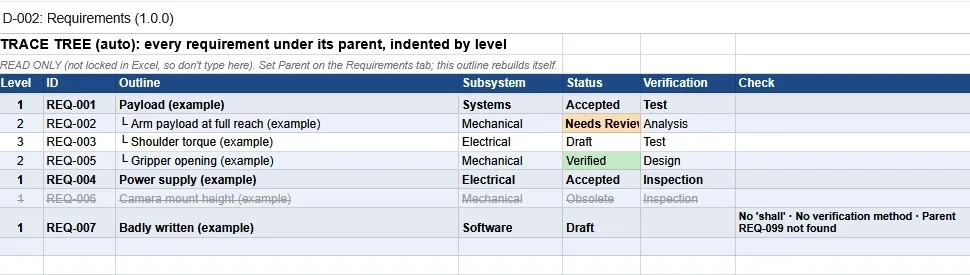 D-002: Requirements (1.0.0)
TRACE TREE (auto): every requirement under its parent, indented by level
READ ONLY (not locked in Excel, so don't type here). Set Parent on the Requirements tab; this outline rebuilds itself.
Level ID Outline Subsystem Status Verification Check
1 REQ-001 Payload (example) Systems Accepted Test
2 REQ-002 └ Arm payload at full reach (example) Mechanical Needs Review Analysis
3 REQ-003 └ Shoulder torque (example) Electrical Draft Test
2 REQ-005 └ Gripper opening (example) Mechanical Verified Design
1 REQ-004 Power supply (example) Electrical Accepted Inspection
1 REQ-006 Camera mount height (example) Mechanical Obsolete Inspection
No 'shall' · No verification method · Parent
1 REQ-007 Badly written (example) Software Draft REQ-099 not found